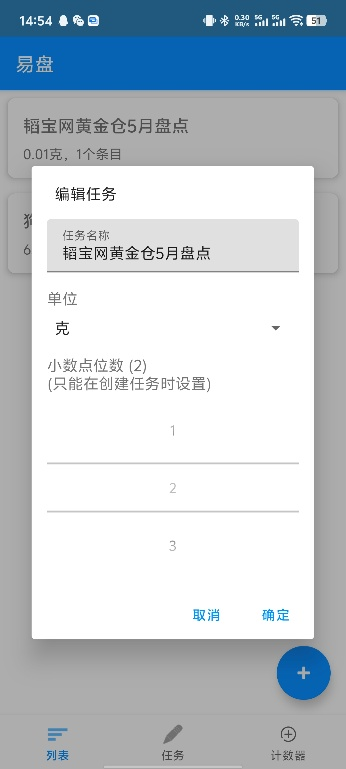 14:54
0.30
KB/s
5G
5G
51
易盘
韬宝网黄金仓5月盘点
0.01克，1个条目
6
编辑任务
任务名称
韬宝网黄金仓5月盘点
单位
克
小数点位数 (2)
(只能在创建任务时设置)
1
2
3
取消
确定
列表
任务
计数器